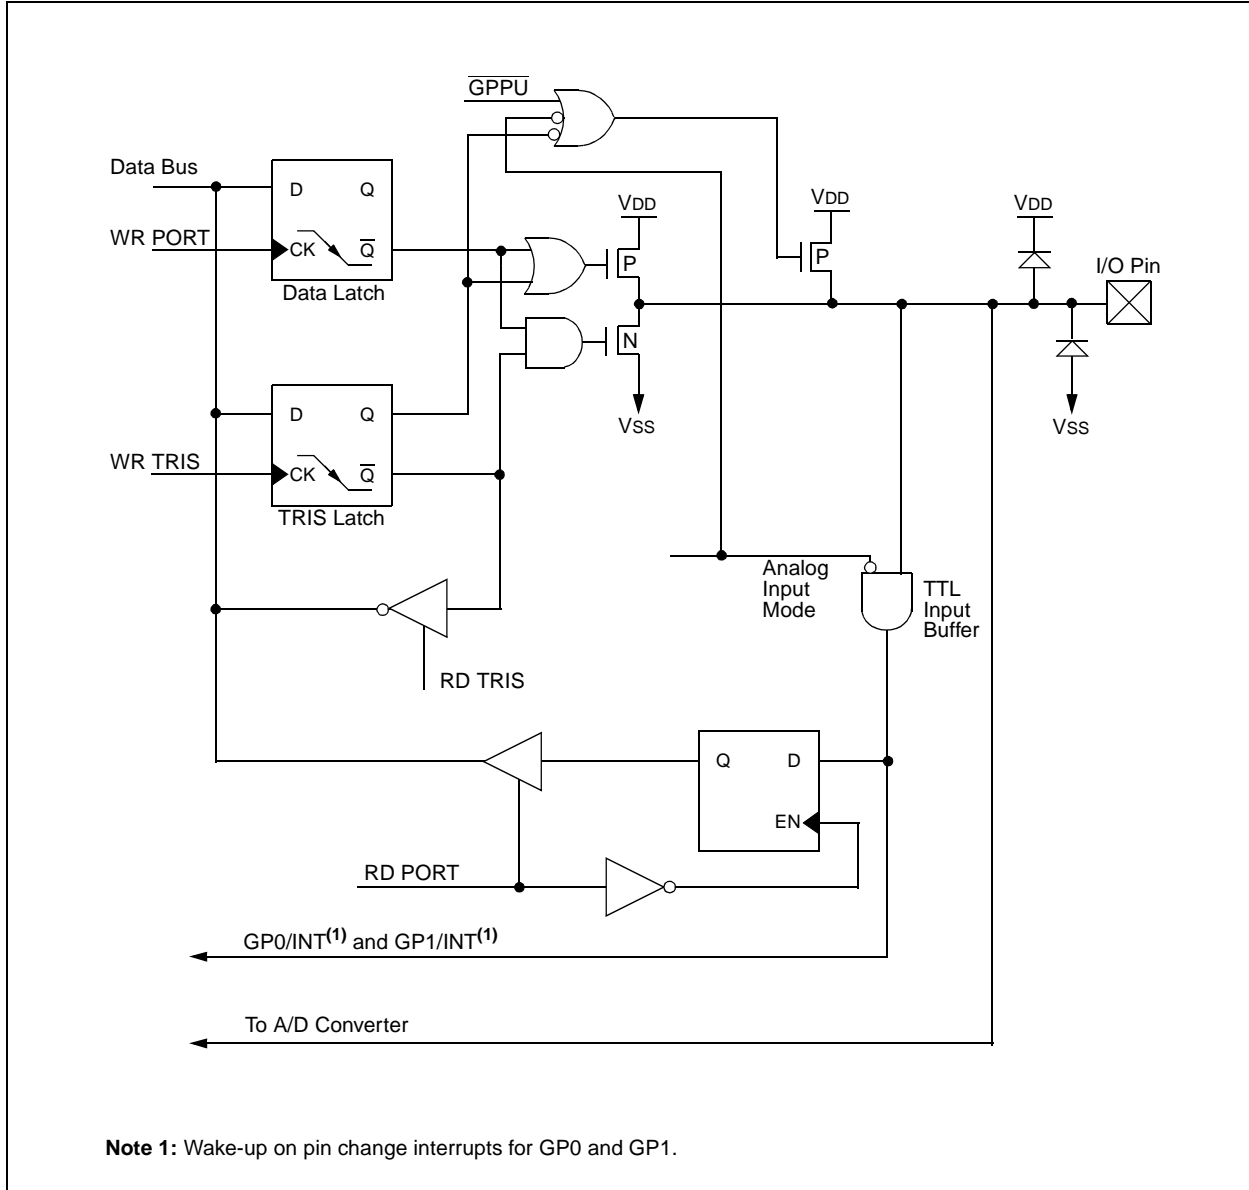 GPPU
Data Bus
D Q
WR PORT
CK Q
Data Latch
VDD
P
VDD
P
VDD
I/O Pin
N
VSS
VSS
D Q
WR TRIS
CK Q
TRIS Latch
Analog
Input
Mode
TTL
Input
Buffer
RD TRIS
Q D
EN
RD PORT
GP0/INT(1) and GP1/INT(1)
To A/D Converter
Note 1: Wake-up on pin change interrupts for GP0 and GP1.